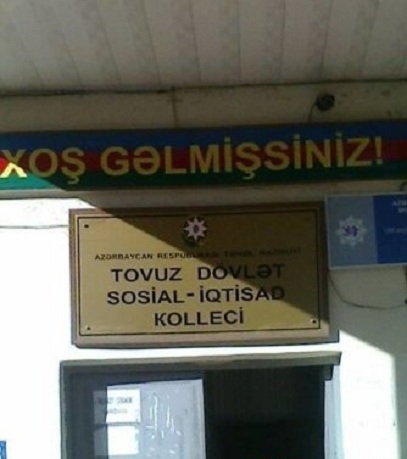 XOŞ GƏLMİŞSİNİZ!
AZƏRBAYCAN RESPUBLİKASI TƏHSİL NAZİRLİYİ
TOVUZ DÖVLƏT
SOSİAL-İQTİSAD
KOLLECİ